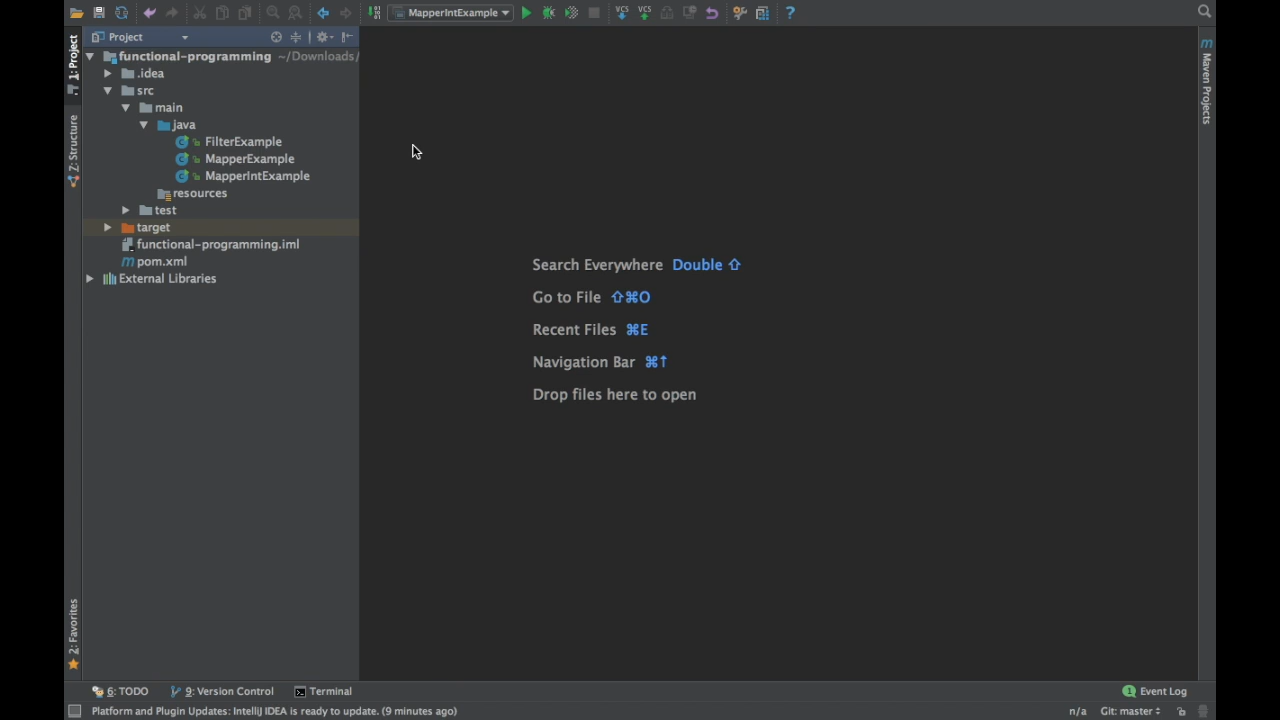 MapperIntExample
Project
1: Project
functional-programming ~/Downloads/
.idea
src
main
java
FilterExample
MapperExample
MapperIntExample
resources
test
target
functional-programming.iml
pom.xml
External Libraries
Z: Structure
2: Favorites
Search Everywhere Double ⇧
Go to File ⇧⌘O
Recent Files ⌘E
Navigation Bar ⌘↑
Drop files here to open
Maven Projects
6: TODO
9: Version Control
Terminal
1 Event Log
Platform and Plugin Updates: IntelliJ IDEA is ready to update. (9 minutes ago)
n/a
Git: master